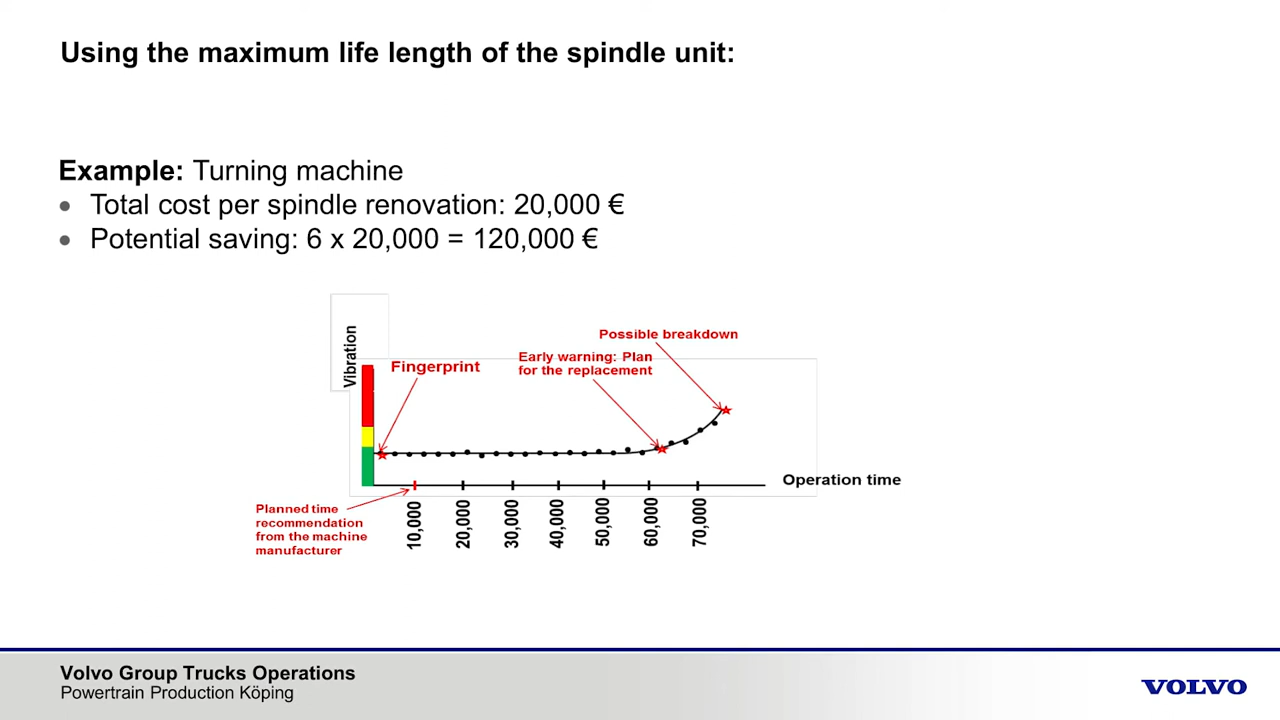 Using the maximum life length of the spindle unit:
Example: Turning machine
• Total cost per spindle renovation: 20,000 €
• Potential saving: 6 x 20,000 = 120,000 €
Possible breakdown
Early warning: Plan
for the replacement
Fingerprint
Vibration
Operation time
Planned time
recommendation
from the machine
manufacturer
10,000
20,000
30,000
40,000
50,000
60,000
70,000
Volvo Group Trucks Operations
Powertrain Production Köping
VOLVO